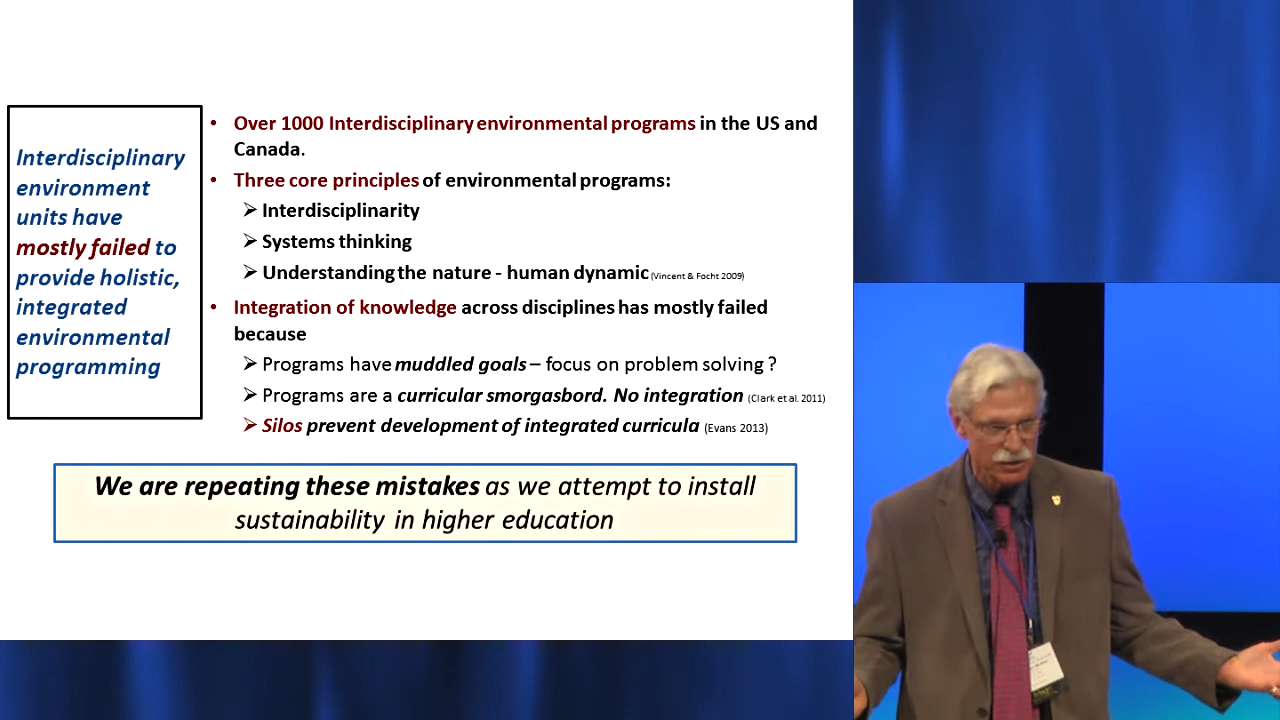 Interdisciplinary
environment
units have
mostly failed to
provide holistic,
integrated
environmental
programming
• Over 1000 Interdisciplinary environmental programs in the US and
Canada.
• Three core principles of environmental programs:
➢ Interdisciplinarity
➢ Systems thinking
➢ Understanding the nature - human dynamic (Vincent & Focht 2009)
• Integration of knowledge across disciplines has mostly failed
because
➢ Programs have muddled goals – focus on problem solving ?
➢ Programs are a curricular smorgasbord. No integration (Clark et al. 2011)
➢ Silos prevent development of integrated curricula (Evans 2013)
We are repeating these mistakes as we attempt to install
sustainability in higher education